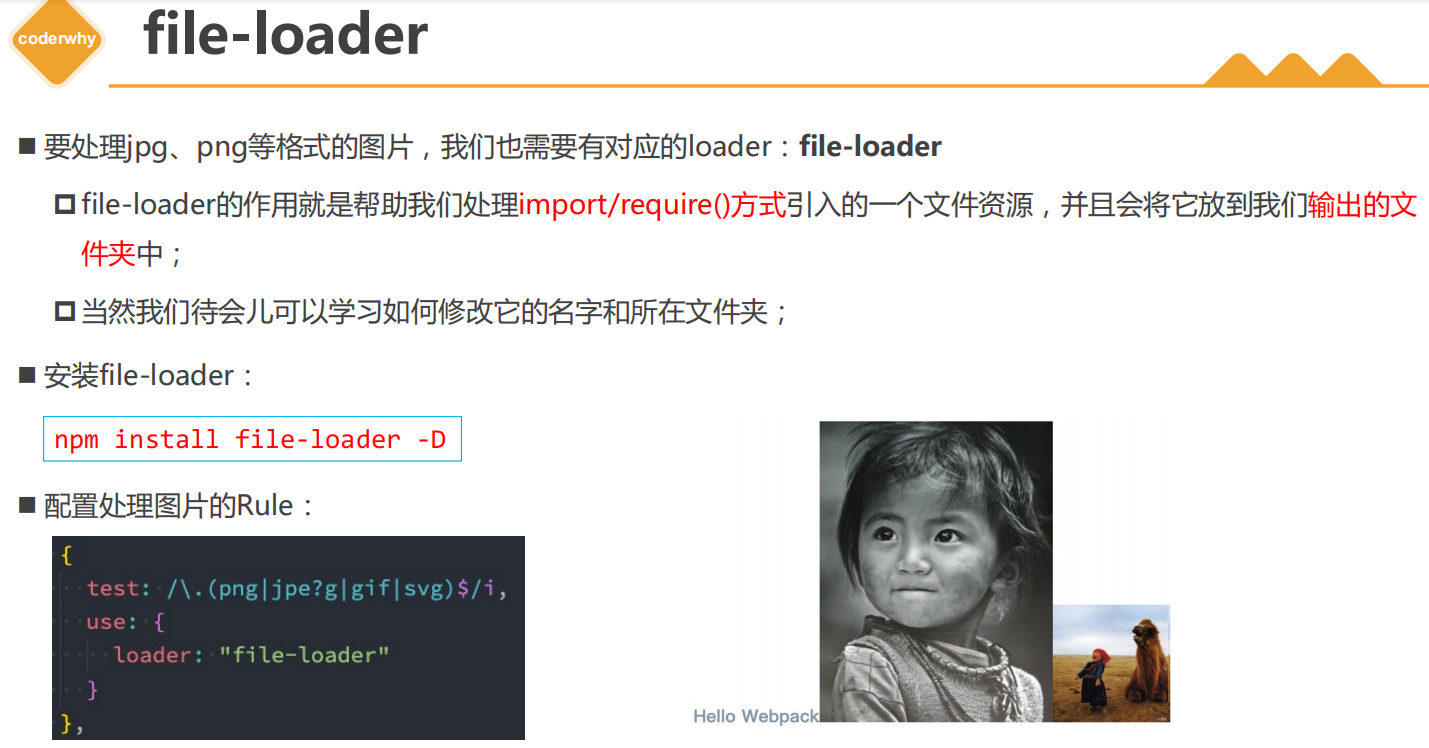 coderwhy
file-loader
要处理jpg、png等格式的图片，我们也需要有对应的loader：file-loader
file-loader的作用就是帮助我们处理import/require()方式引入的一个文件资源，并且会将它放到我们输出的文
件夹中；
当然我们待会儿可以学习如何修改它的名字和所在文件夹；
安装file-loader：
npm install file-loader -D
配置处理图片的Rule：
{
test: /\.(png|jpe?g|gif|svg)$/i,
use: {
loader: "file-loader"
}
},
Hello Webpack